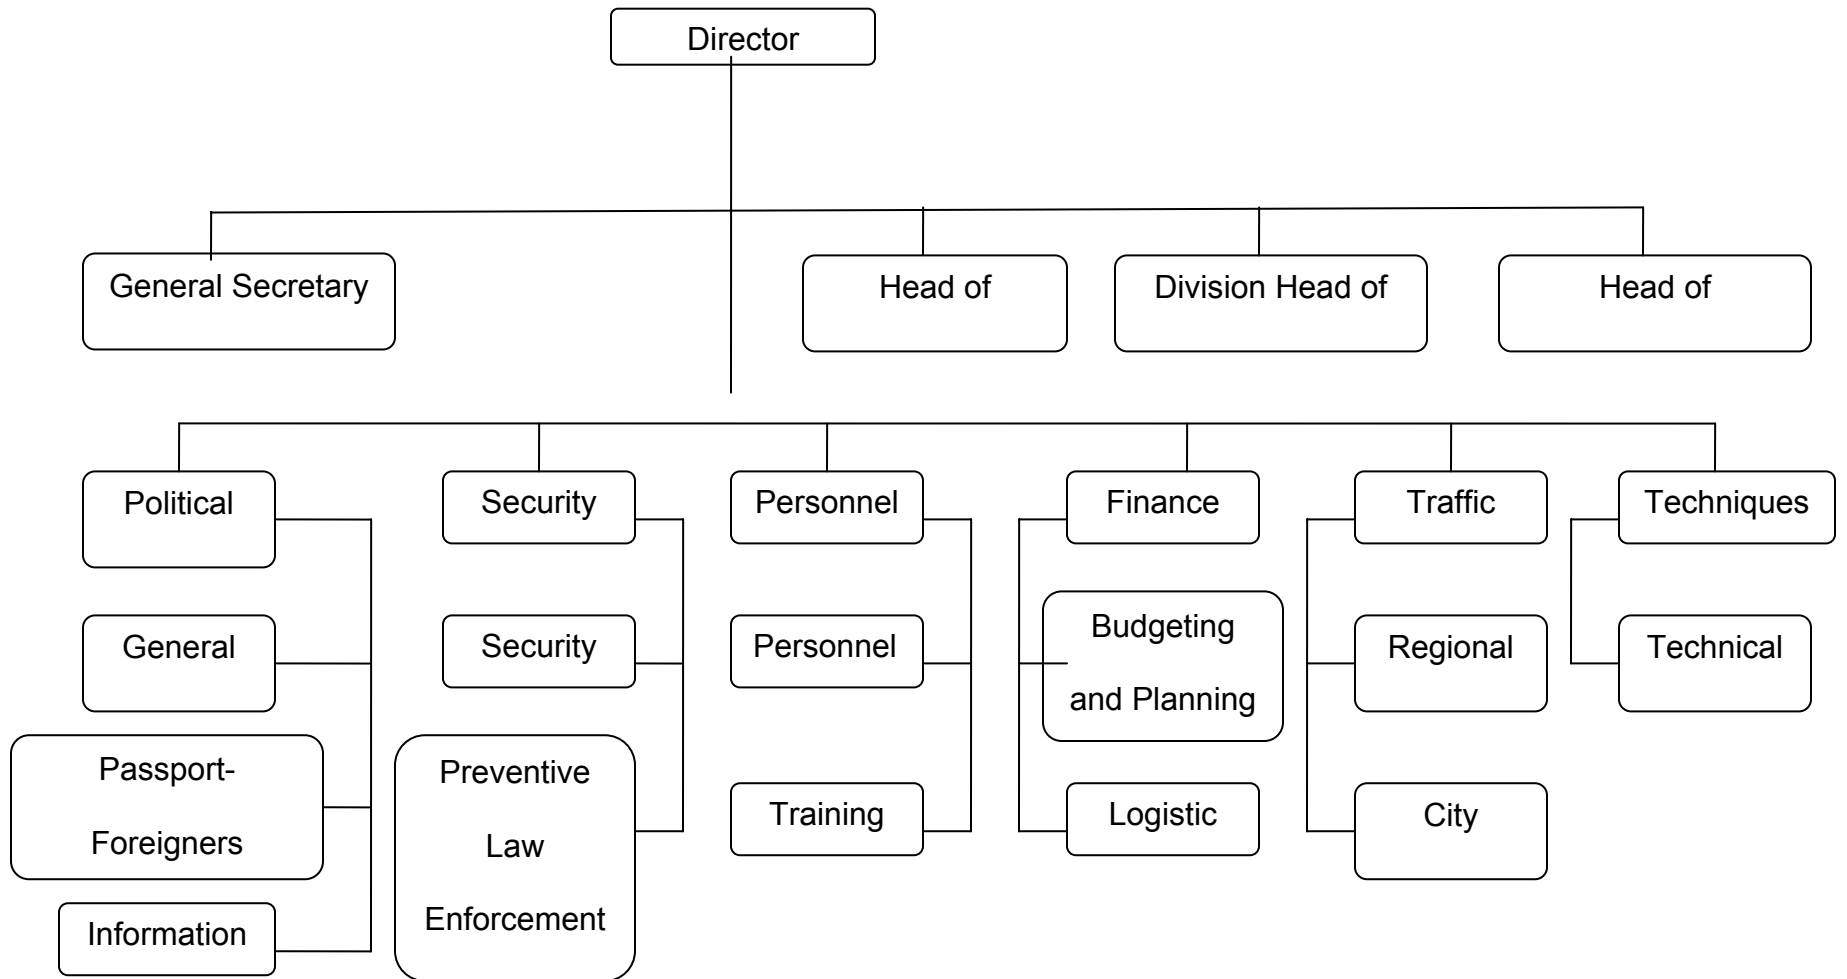 Director
General Secretary
Head of
Division Head of
Head of
Political
Security
Personnel
Finance
Traffic
Techniques
General
Security
Personnel
Budgeting
and Planning
Regional
Technical
Passport-
Foreigners
Preventive
Law
Enforcement
Training
Logistic
City
Information